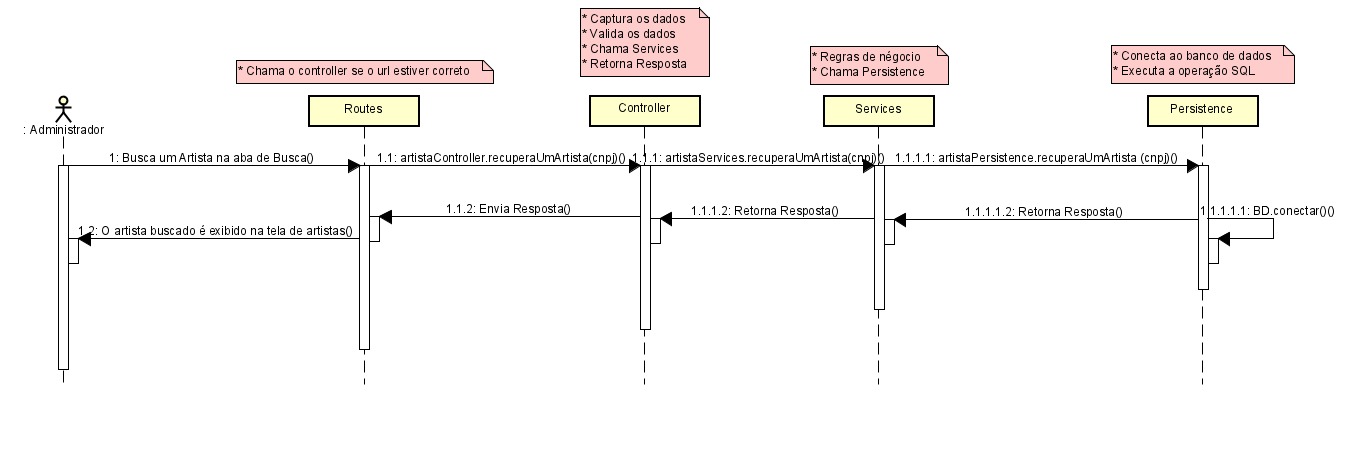 * Captura os dados
* Valida os dados
* Chama Services
* Retorna Resposta
* Chama o controller se o url estiver correto
* Regras de négocio
* Chama Persistence
* Conecta ao banco de dados
* Executa a operação SQL
: Administrador
Routes
Controller
Services
Persistence
1: Busca um Artista na aba de Busca()
1.1: artistaController.recuperaUmArtista(cnpj)()
1.1.1: artistaServices.recuperaUmArtista(cnpj)()
1.1.1.1: artistaPersistence.recuperaUmArtista (cnpj)()
1.1.2: Envia Resposta()
1.1.1.2: Retorna Resposta()
1.1.1.1.2: Retorna Resposta()
1.1.1.1.1: BD.conectar()()
1.2: O artista buscado é exibido na tela de artistas()